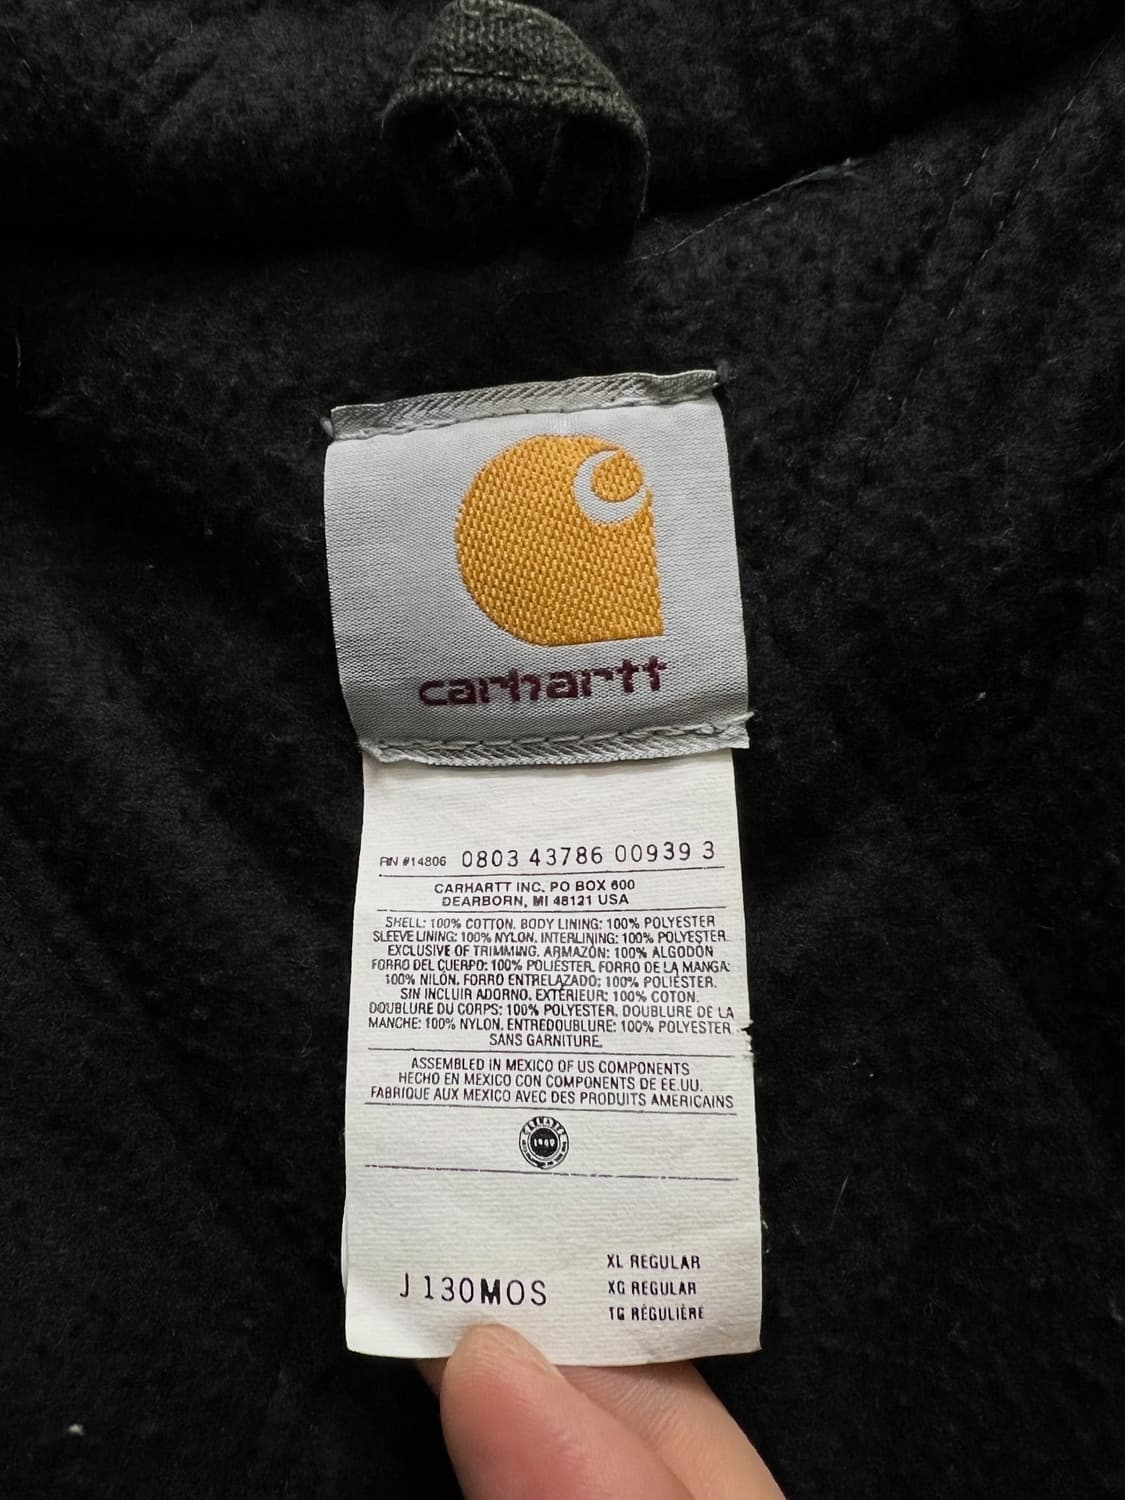 carhartt
RN #14806 0803 43786 00939 3
CARHARTT INC. PO BOX 600
DEARBORN, MI 48121 USA
SHELL: 100% COTTON. BODY LINING: 100% POLYESTER
SLEEVE LINING: 100% NYLON. INTERLINING: 100% POLYESTER.
EXCLUSIVE OF TRIMMING. ARMAZÓN: 100% ALGODÓN
FORRO DEL CUERPO: 100% POLIÉSTER. FORRO DE LA MANGA:
100% NILÓN. FORRO ENTRELAZADO: 100% POLIÉSTER.
SIN INCLUIR ADORNO. EXTÉRIEUR: 100% COTON.
DOUBLURE DU CORPS: 100% POLYESTER. DOUBLURE DE LA
MANCHE: 100% NYLON. ENTREDOUBLURE: 100% POLYESTER
SANS GARNITURE.
ASSEMBLED IN MEXICO OF US COMPONENTS
HECHO EN MEXICO CON COMPONENTS DE EE.UU.
FABRIQUE AUX MEXICO AVEC DES PRODUITS AMERICAINS
XL REGULAR
J130MOS XG REGULAR
TG RÉGULIÈRE